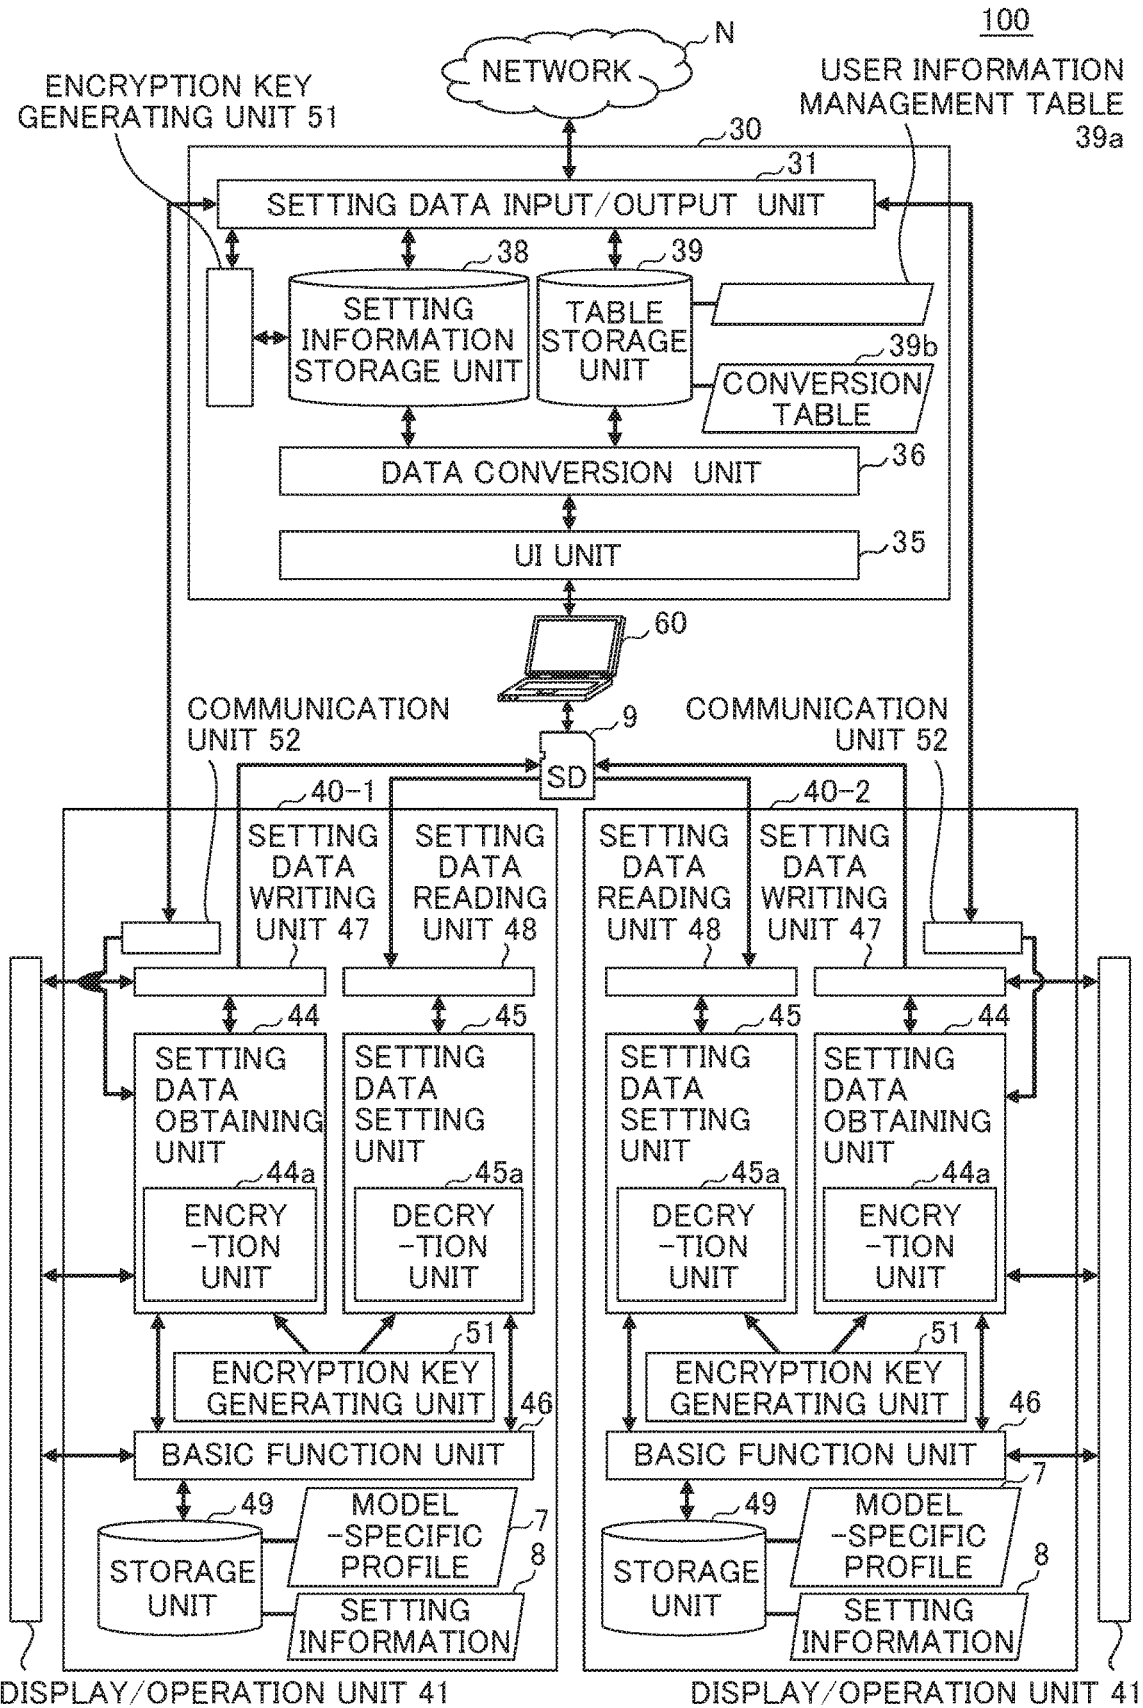 100
N
NETWORK
ENCRYPTION KEY
GENERATING UNIT 51
USER INFORMATION
MANAGEMENT TABLE
39a
30
31
SETTING DATA INPUT/OUTPUT UNIT
38
39
SETTING
INFORMATION
STORAGE UNIT
TABLE
STORAGE
UNIT
39b
CONVERSION
TABLE
36
DATA CONVERSION UNIT
35
UI UNIT
60
COMMUNICATION
UNIT 52
9
SD
COMMUNICATION
UNIT 52
40-1
40-2
SETTING
DATA
WRITING
UNIT 47
SETTING
DATA
READING
UNIT 48
SETTING
DATA
READING
UNIT 48
SETTING
DATA
WRITING
UNIT 47
44
45
45
44
SETTING
DATA
OBTAINING
UNIT
SETTING
DATA
SETTING
UNIT
SETTING
DATA
SETTING
UNIT
SETTING
DATA
OBTAINING
UNIT
44a
45a
45a
44a
ENCRY
-TION
UNIT
DECRY
-TION
UNIT
DECRY
-TION
UNIT
ENCRY
-TION
UNIT
51
51
ENCRYPTION KEY
GENERATING UNIT
ENCRYPTION KEY
GENERATING UNIT
46
46
BASIC FUNCTION UNIT
BASIC FUNCTION UNIT
49
STORAGE
UNIT
MODEL
-SPECIFIC
PROFILE
7
8
SETTING
INFORMATION
49
STORAGE
UNIT
7
MODEL
-SPECIFIC
PROFILE
8
SETTING
INFORMATION
DISPLAY/OPERATION UNIT 41
DISPLAY/OPERATION UNIT 41